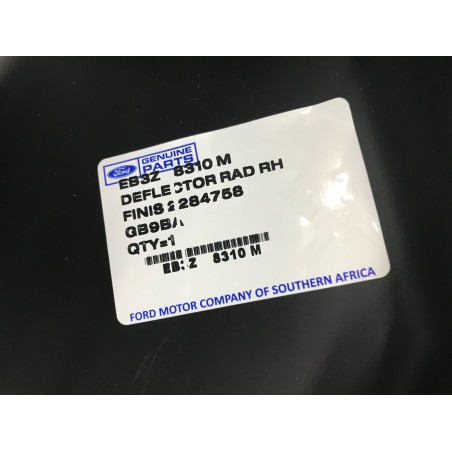 Ford GENUINE PARTS
EB3Z 8310 M
DEFLECTOR RAD RH
FINIS 2284758
GB9BA
QTY=1
EB3Z 8310 M
FORD MOTOR COMPANY OF SOUTHERN AFRICA